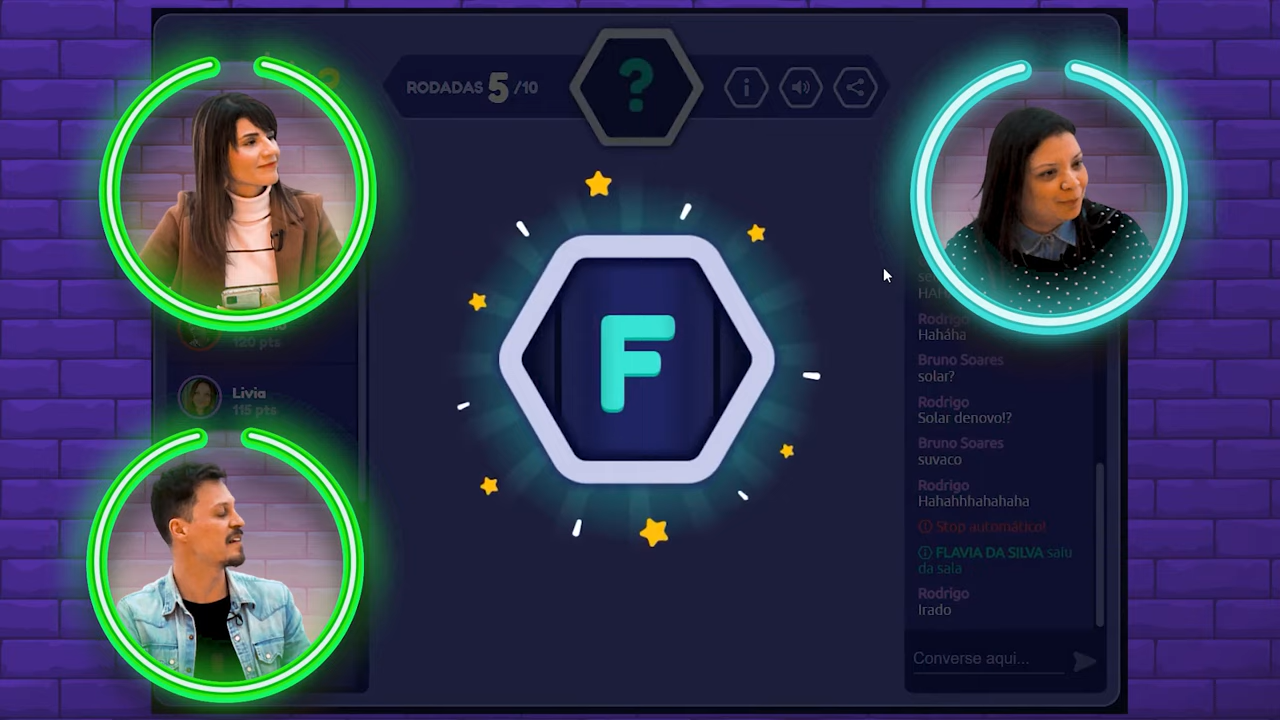 RODADAS 5/10
?
F
120 pts
Livia
115 pts
Rodrigo
Hahaha
Bruno Soares
solar?
Rodrigo
Solar denovo!?
Bruno Soares
suvaco
Rodrigo
Hahahhhahahaha
Stop automático!
FLAVIA DA SILVA saiu
da sala
Rodrigo
Irado
Converse aqui...